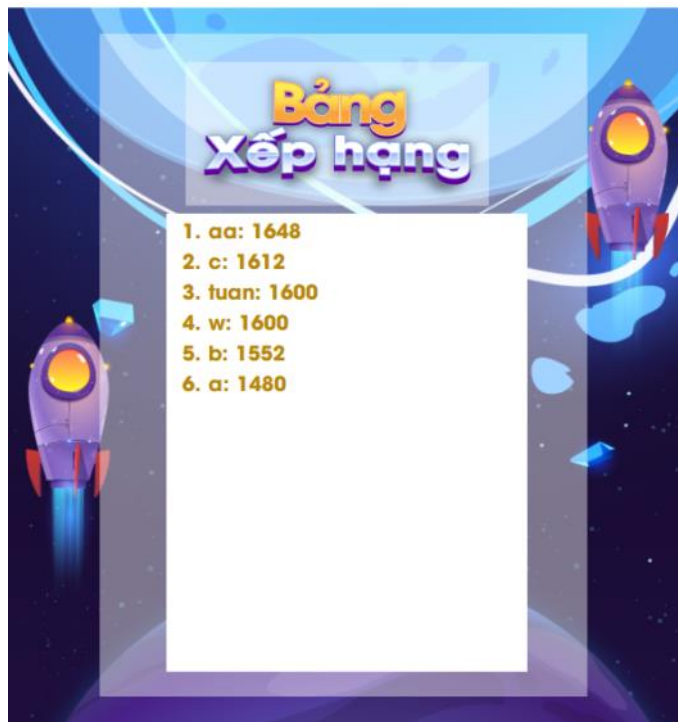 Bảng
Xếp hạng
1. aa: 1648
2. c: 1612
3. tuan: 1600
4. w: 1600
5. b: 1552
6. a: 1480